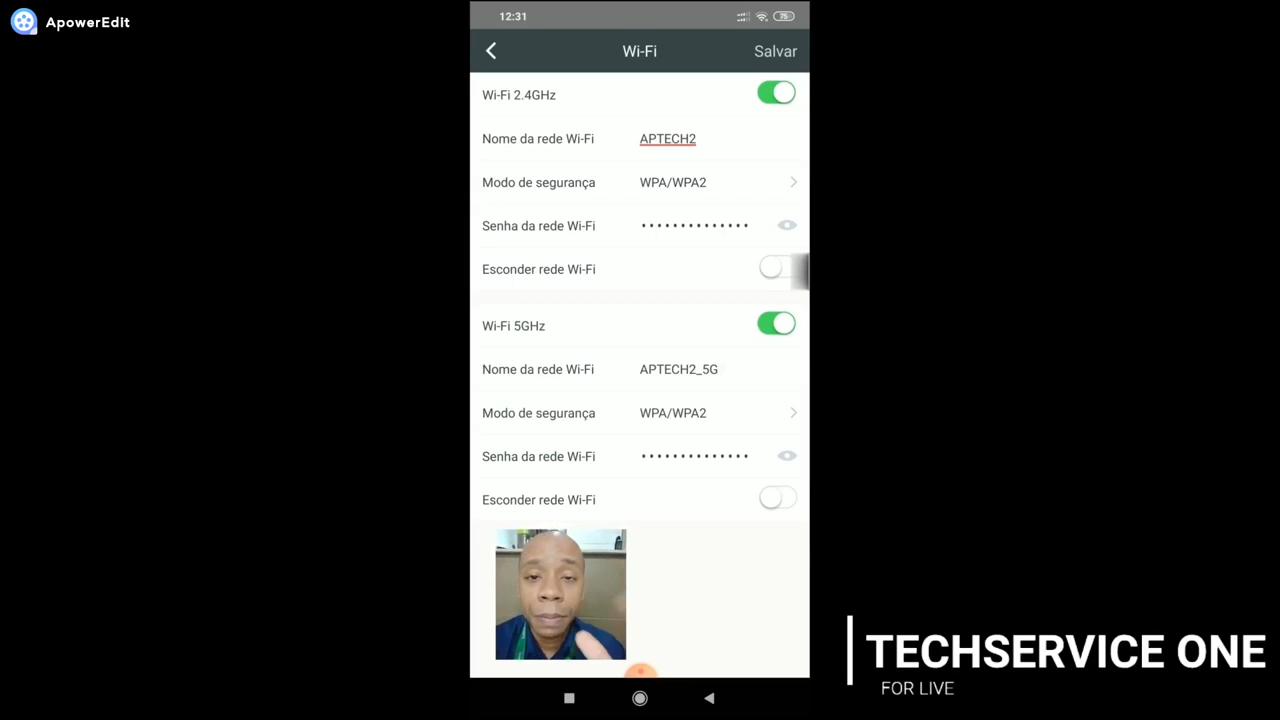 ApowerEdit
12:31
75
Wi-Fi
Salvar
Wi-Fi 2.4GHz
Nome da rede Wi-Fi APTECH2
Modo de segurança WPA/WPA2
Senha da rede Wi-Fi ••••••••••••••
Esconder rede Wi-Fi
Wi-Fi 5GHz
Nome da rede Wi-Fi APTECH2_5G
Modo de segurança WPA/WPA2
Senha da rede Wi-Fi ••••••••••••••
Esconder rede Wi-Fi
TECHSERVICE ONE
FOR LIVE